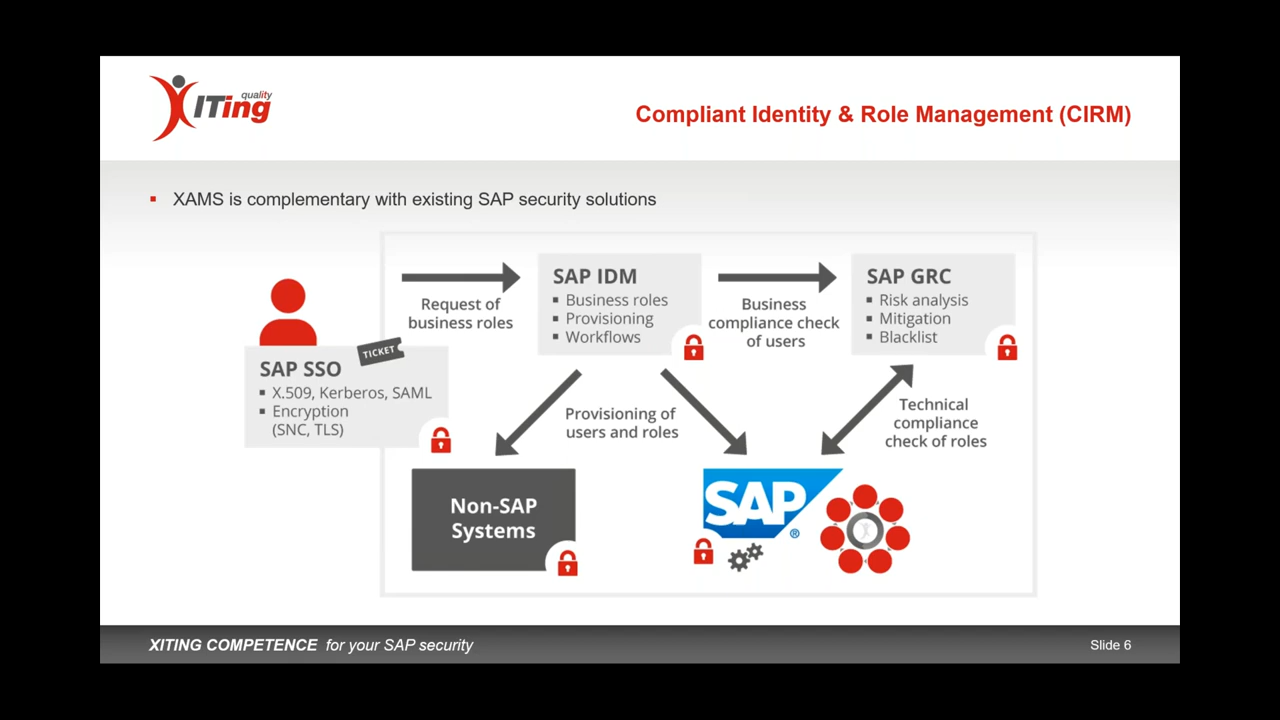 quality
XITing
Compliant Identity & Role Management (CIRM)
XAMS is complementary with existing SAP security solutions
Request of
business roles
SAP IDM
Business roles
Provisioning
Workflows
Business
compliance check
of users
SAP GRC
Risk analysis
Mitigation
Blacklist
TICKET
SAP SSO
X.509, Kerberos, SAML
Encryption
(SNC, TLS)
Provisioning of
users and roles
Technical
compliance
check of roles
Non-SAP
Systems
SAP®
XITING COMPETENCE for your SAP security
Slide 6